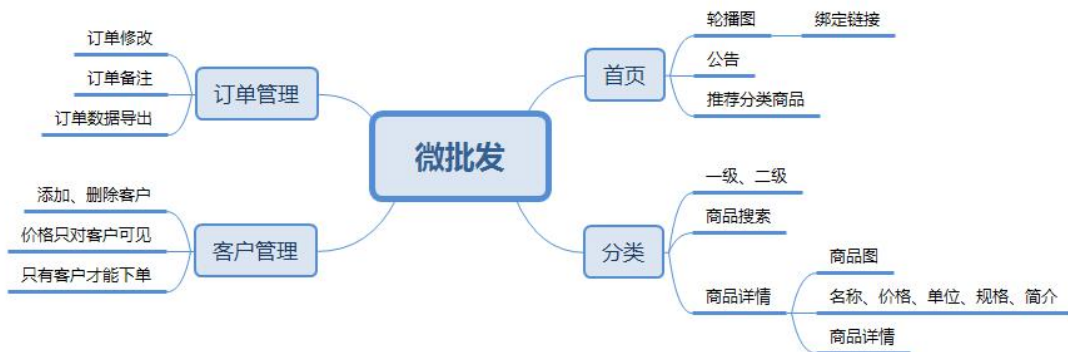 微批发
首页
轮播图
绑定链接
公告
推荐分类商品
分类
一级、二级
商品搜素
商品详情
商品图
名称、价格、单位、规格、简介
商品详情
订单管理
订单修改
订单备注
订单数据导出
客户管理
添加、删除客户
价格只对客户可见
只有客户才能下单